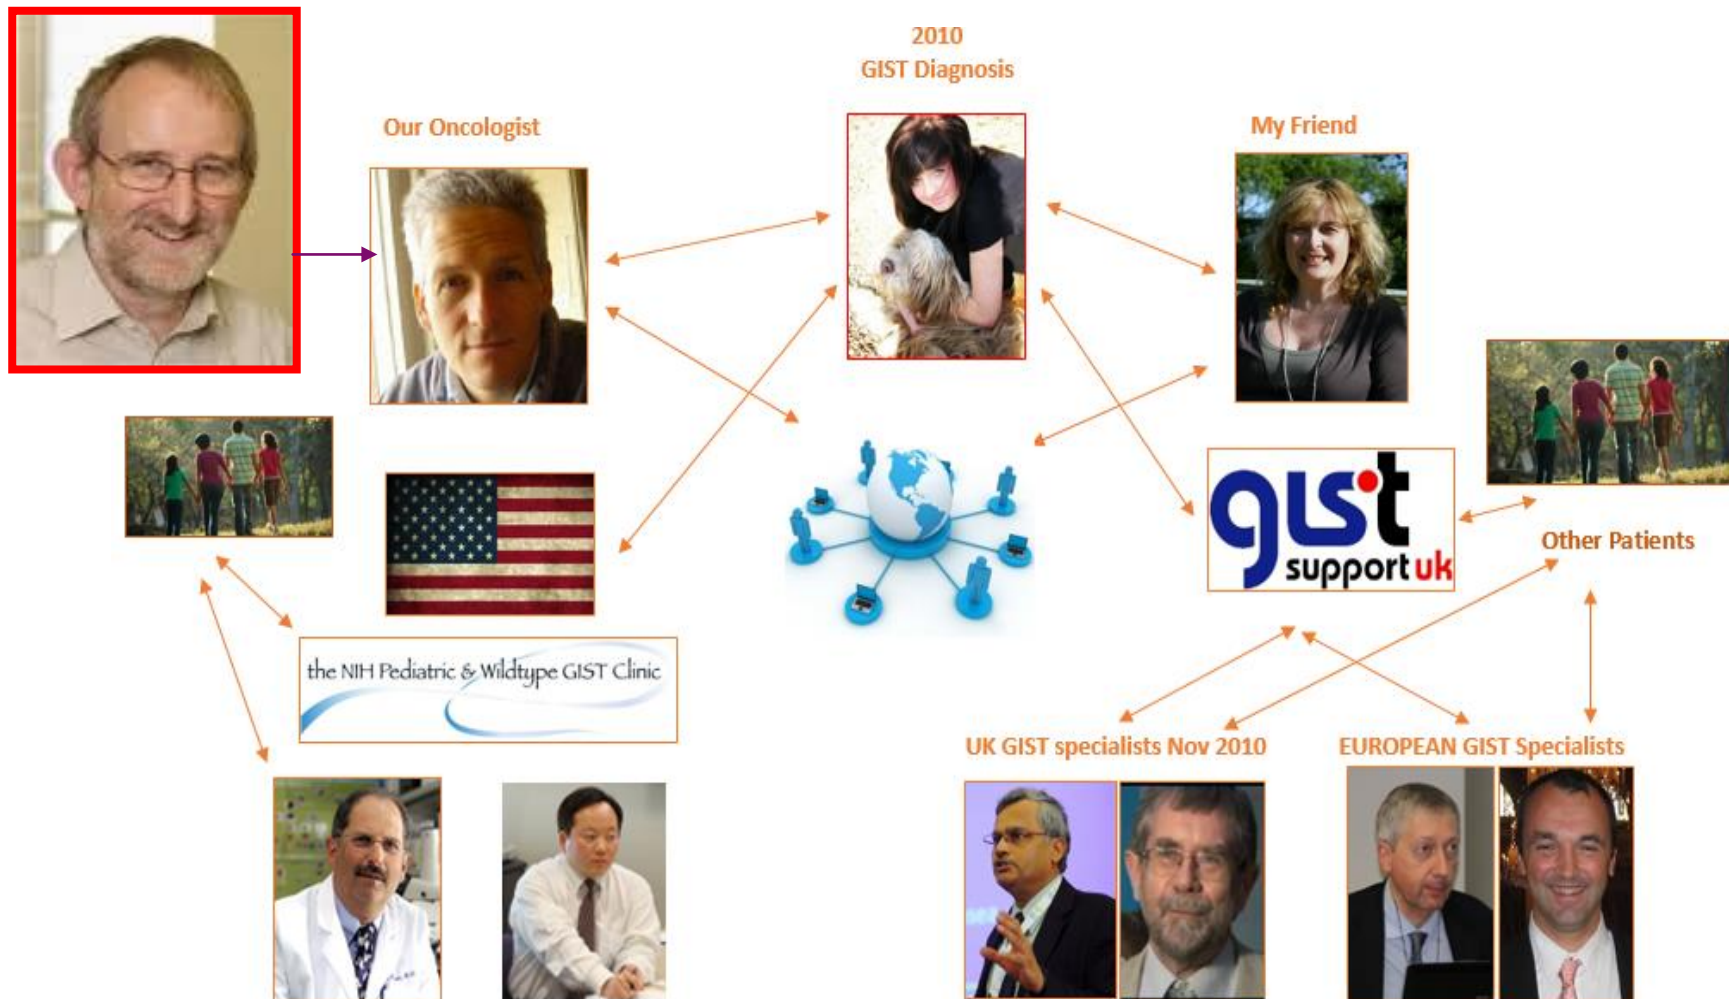 2010
GIST Diagnosis
Our Oncologist
My Friend
gist
support uk
Other Patients
the NIH Pediatric & Wildtype GIST Clinic
UK GIST specialists Nov 2010
EUROPEAN GIST Specialists